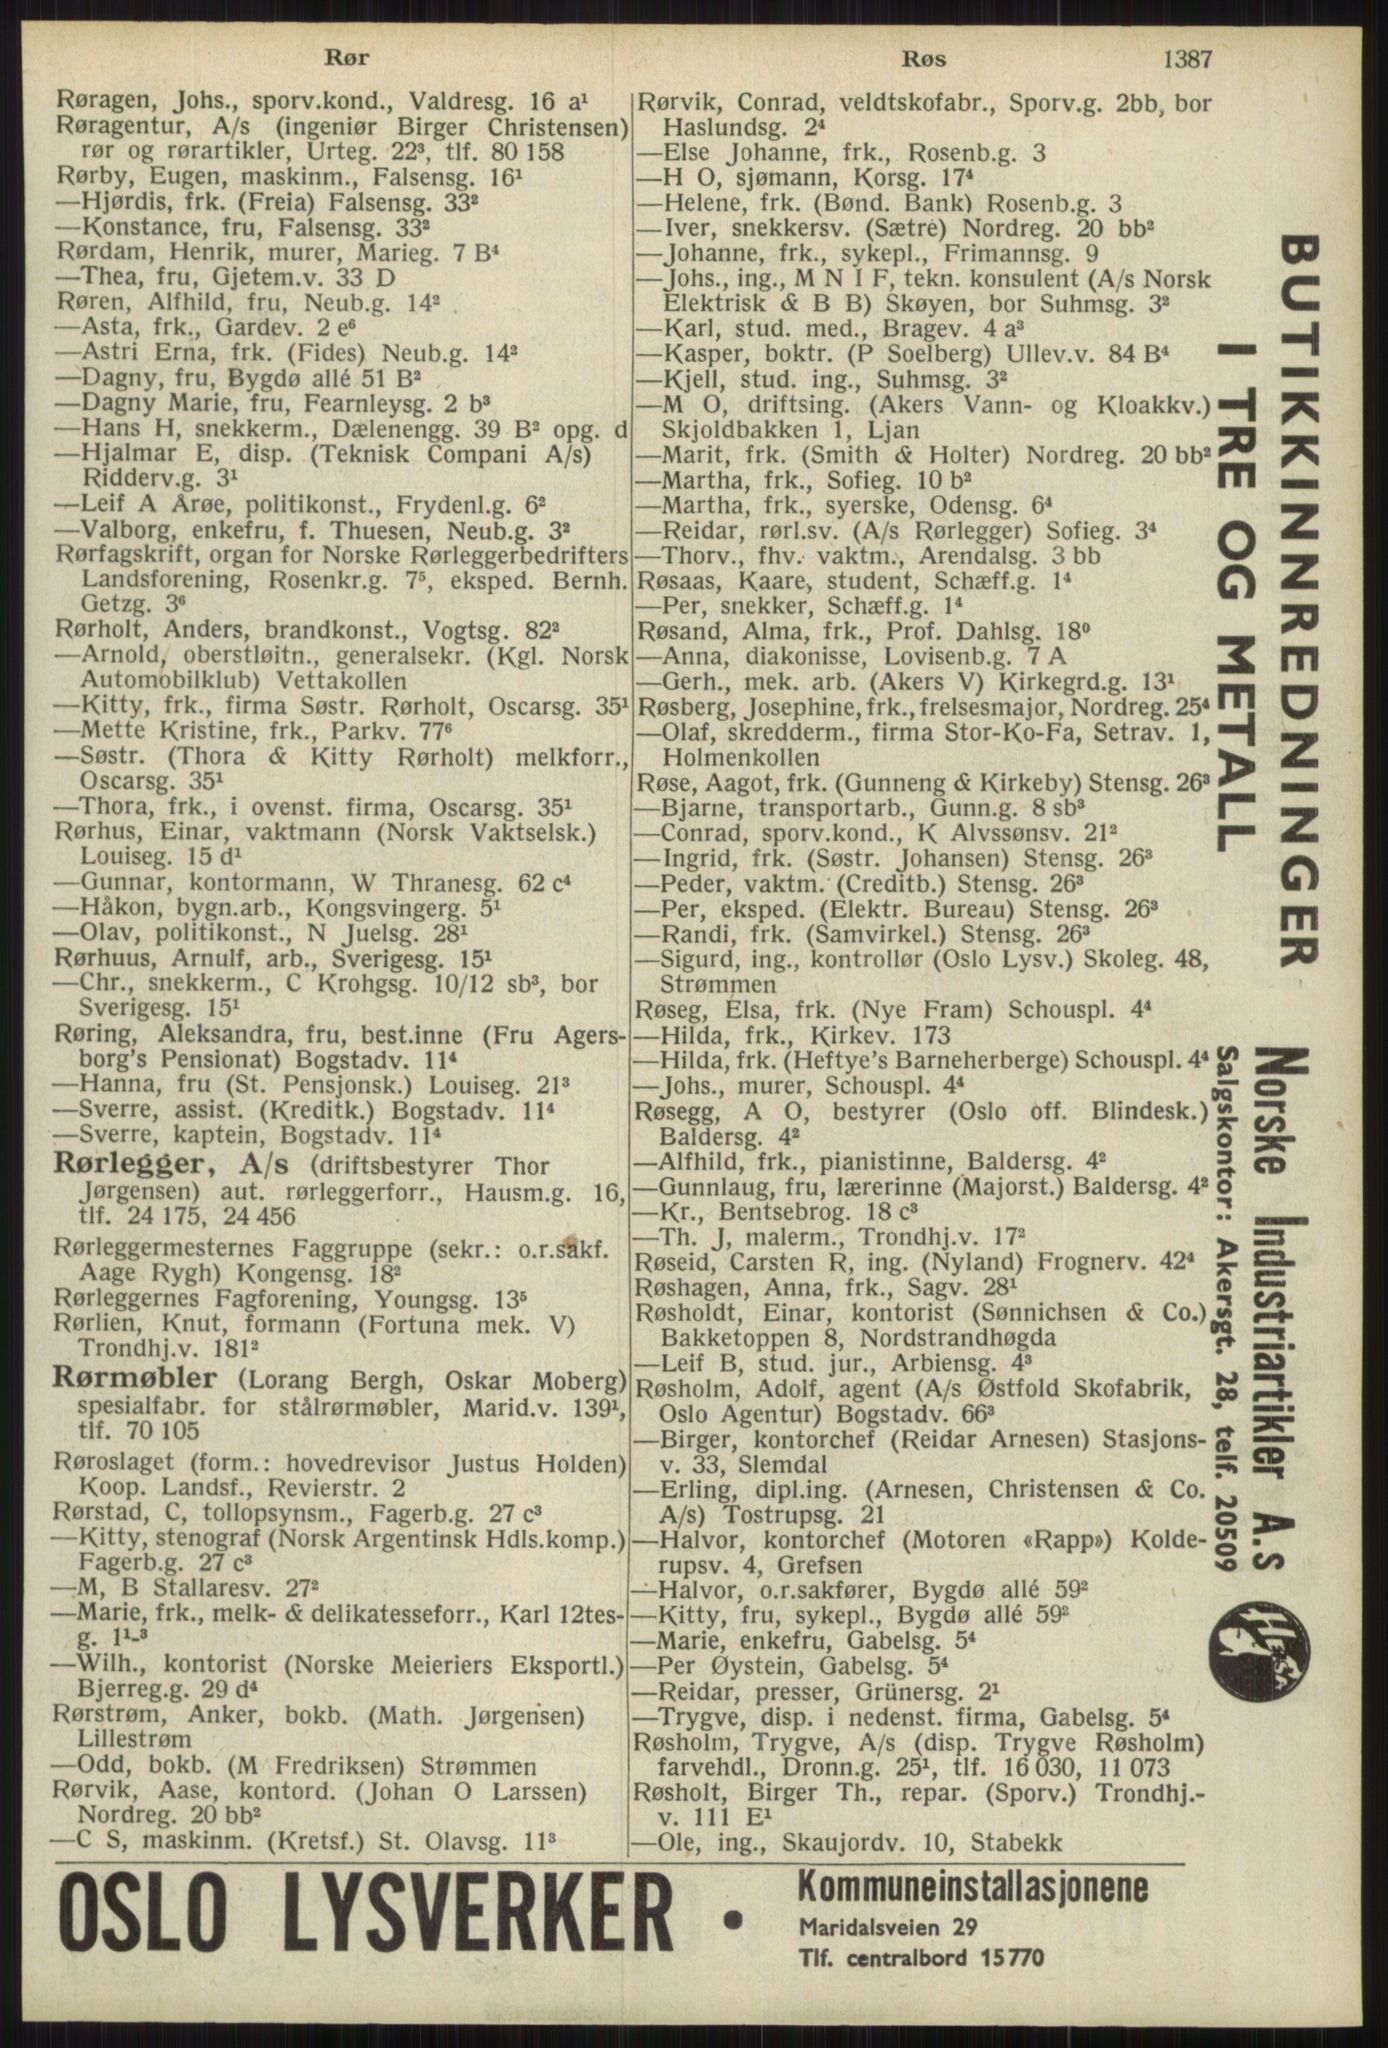 Rør
Røs
1387
Røragen, Johs., sporv.kond., Valdresg. 16 a¹
Røragentur, A/s (ingeniør Birger Christensen)
rør og rørartikler, Urteg. 22³, tlf. 80 158
Rørby, Eugen, maskinm., Falsensg. 16¹
—Hjørdis, frk. (Freia) Falsensg. 33²
—Konstance, fru, Falsensg. 33²
Rørdam, Henrik, murer, Marieg. 7 B⁴
—Thea, fru, Gjetem.v. 33 D
Røren, Alfhild, fru, Neub.g. 14²
—Asta, frk., Gardev. 2 e⁶
—Astri Erna, frk. (Fides) Neub.g. 14²
—Dagny, fru, Bygdø allé 51 B²
—Dagny Marie, fru, Fearnleysg. 2 b³
—Hans H, snekkerm., Dælenengg. 39 B² opg. d
—Hjalmar E, disp. (Teknisk Compani A/s)
Ridderv.g. 3¹
—Leif A Årøe, politikonst., Frydenl.g. 6²
—Valborg, enkefru, f. Thuesen, Neub.g. 3²
Rørfagskrift, organ for Norske Rørleggerbedrifters
Landsforening, Rosenkr.g. 7⁵, eksped. Bernh.
Getzg. 3⁶
Rørholt, Anders, brandkonst., Vogtsg. 82²
—Arnold, oberstløitn., generalsekr. (Kgl. Norsk
Automobilklub) Vettakollen
—Kitty, frk., firma Søstr. Rørholt, Oscarsg. 35¹
—Mette Kristine, frk., Parkv. 77⁶
—Søstr. (Thora & Kitty Rørholt) melkforr.,
Oscarsg. 35¹
—Thora, frk., i ovenst. firma, Oscarsg. 35¹
Rørhus, Einar, vaktmann (Norsk Vaktselsk.)
Louiseg. 15 d¹
—Gunnar, kontormann, W Thranesg. 62 c⁴
—Håkon, bygn.arb., Kongsvingerg. 5¹
—Olav, politikonst., N Juelsg. 28¹
Rørhuus, Arnulf, arb., Sverigesg. 15¹
—Chr., snekkerm., C Krohgsg. 10/12 sb³, bor
Sverigesg. 15¹
Røring, Aleksandra, fru, best.inne (Fru Agers-
borg's Pensionat) Bogstadv. 11⁴
—Hanna, fru (St. Pensjonsk.) Louiseg. 21³
—Sverre, assist. (Kreditk.) Bogstadv. 11⁴
—Sverre, kaptein, Bogstadv. 11⁴
Rørlegger, A/s (driftsbestyrer Thor
Jørgensen) aut. rørleggerforr., Hausm.g. 16,
tlf. 24 175, 24 456
Rørleggermesternes Faggruppe (sekr.: o.r.sakf.
Aage Rygh) Kongensg. 18²
Rørleggernes Fagforening, Youngsg. 13⁵
Rørlien, Knut, formann (Fortuna mek. V)
Trondhj.v. 181²
Rørmøbler (Lorang Bergh, Oskar Moberg)
spesialfabr. for stålrørmøbler, Marid.v. 139¹,
tlf. 70 105
Røroslaget (form.: hovedrevisor Justus Holden)
Koop. Landsf., Revierstr. 2
Rørstad, C, tollopsynsm., Fagerb.g. 27 c³
—Kitty, stenograf (Norsk Argentinsk Hdls.komp.)
Fagerb.g. 27 c³
—M, B Stallaresv. 27²
—Marie, frk., melk- & delikatesseforr., Karl 12tes-
g. 1¹-³
—Wilh., kontorist (Norske Meieriers Eksportl.)
Bjerreg.g. 29 d⁴
Rørstrøm, Anker, bokb. (Math. Jørgensen)
Lillestrøm
—Odd, bokb. (M Fredriksen) Strømmen
Rørvik, Aase, kontord. (Johan O Larssen)
Nordreg. 20 bb²
—C S, maskinm. (Kretsf.) St. Olavsg. 11³
Rørvik, Conrad, veldtskofabr., Sporv.g. 2bb, bor
Haslundsg. 2⁴
—Else Johanne, frk., Rosenb.g. 3
—H O, sjømann, Korsg. 17⁴
—Helene, frk. (Bønd. Bank) Rosenb.g. 3
—Iver, snekkersv. (Sætre) Nordreg. 20 bb²
—Johanne, frk., sykepl., Frimannsg. 9
—Johs., ing., M N I F, tekn. konsulent (A/s Norsk
Elektrisk & B B) Skøyen, bor Suhmsg. 3²
—Karl, stud. med., Bragev. 4 a³
—Kasper, boktr. (P Soelberg) Ullev.v. 84 B⁴
—Kjell, stud. ing., Suhmsg. 3²
—M O, driftsing. (Akers Vann- og Kloakkv.)
Skjoldbakken 1, Ljan
—Marit, frk. (Smith & Holter) Nordreg. 20 bb²
—Martha, frk., Sofieg. 10 b²
—Martha, frk., syerske, Odensg. 6⁴
—Reidar, rørl.sv. (A/s Rørlegger) Sofieg. 3⁴
—Thorv., fhv. vaktm., Arendalsg. 3 bb
Røsaas, Kaare, student, Schæff.g. 1⁴
—Per, snekker, Schæff.g. 1⁴
Røsand, Alma, frk., Prof. Dahlsg. 18⁰
—Anna, diakonisse, Lovisenb.g. 7 A
—Gerh., mek. arb. (Akers V) Kirkegrd.g. 13¹
Røsberg, Josephine, frk., frelsesmajor, Nordreg. 25⁴
—Olaf, skredderm., firma Stor-Ko-Fa, Setrav. 1,
Holmenkollen
Røse, Aagot, frk. (Gunneng & Kirkeby) Stensg. 26³
—Bjarne, transportarb., Gunn.g. 8 sb³
—Conrad, sporv.kond., K Alvssønsv. 21²
—Ingrid, frk. (Søstr. Johansen) Stensg. 26³
—Peder, vaktm. (Creditb.) Stensg. 26³
—Per, eksped. (Elektr. Bureau) Stensg. 26³
—Randi, frk. (Samvirkel.) Stensg. 26³
—Sigurd, ing., kontrollør (Oslo Lysv.) Skoleg. 48,
Strømmen
Røseg, Elsa, frk. (Nye Fram) Schouspl. 4⁴
—Hilda, frk., Kirkev. 173
—Hilda, frk. (Heftye's Barneherberge) Schouspl. 4⁴
—Johs., murer, Schouspl. 4⁴
Røsegg, A O, bestyrer (Oslo off. Blindesk.)
Baldersg. 4²
—Alfhild, frk., pianistinne, Baldersg. 4²
—Gunnlaug, fru, lærerinne (Majorst.) Baldersg. 4²
—Kr., Bentsebrog. 18 c³
—Th. J, malerm., Trondhj.v. 17²
Røseid, Carsten R, ing. (Nyland) Frognerv. 42⁴
Røshagen, Anna, frk., Sagv. 28¹
Røsholdt, Einar, kontorist (Sønnichsen & Co.)
Bakketoppen 8, Nordstrandhøgda
—Leif B, stud. jur., Arbiensg. 4³
Røsholm, Adolf, agent (A/s Østfold Skofabrik,
Oslo Agentur) Bogstadv. 66³
—Birger, kontorchef (Reidar Arnesen) Stasjons-
v. 33, Slemdal
—Erling, dipl.ing. (Arnesen, Christensen & Co.
A/s) Tostrupsg. 21
—Halvor, kontorchef (Motoren «Rapp») Kolde-
rupsv. 4, Grefsen
—Halvor, o.r.sakfører, Bygdø allé 59²
—Kitty, fru, sykepl., Bygdø allé 59²
—Marie, enkefru, Gabelsg. 5⁴
—Per Øystein, Gabelsg. 5⁴
—Reidar, presser, Grünersg. 2¹
—Trygve, disp. i nedenst. firma, Gabelsg. 5⁴
Røsholm, Trygve, A/s (disp. Trygve Røsholm)
farvehdl., Dronn.g. 25¹, tlf. 16 030, 11 073
Røsholt, Birger Th., repar. (Sporv.) Trondhj.-
v. 111 E¹
—Ole, ing., Skaujordv. 10, Stabekk
BUTIKKINNREDNINGER
I TRE OG METALL
Norske Industriartikler A.s
Salgskontor: Akersgt. 28, telf. 20509
OSLO LYSVERKER •
Kommuneinstallasjonene
Maridalsveien 29
Tlf. centralbord 15 770